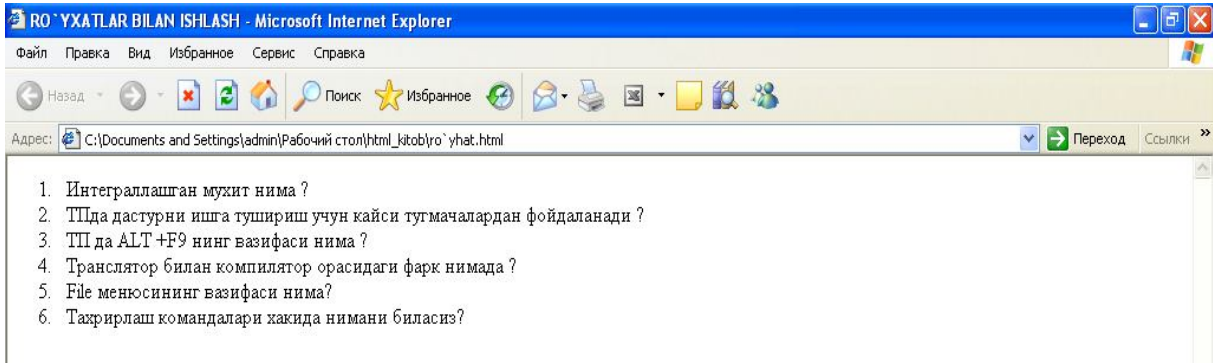 RO`YXATLAR BILAN ISHLASH - Microsoft Internet Explorer
Файл Правка Вид Избранное Сервис Справка
Назад Поиск Избранное
Адрес: C:\Documents and Settings\admin\Рабочий стол\html_kitob\ro`yhat.html Переход Ссылки »
1. Интеграллашган мухит нима ?
2. ТПда дастурни ишга тушириш учун кайси тугмачалардан фойдаланади ?
3. ТП да ALT +F9 нинг вазифаси нима ?
4. Транслятор билан компилятор орасидаги фарк нимада ?
5. File менюсининг вазифаси нима?
6. Тахрирлаш командалари хакида нимани биласиз?